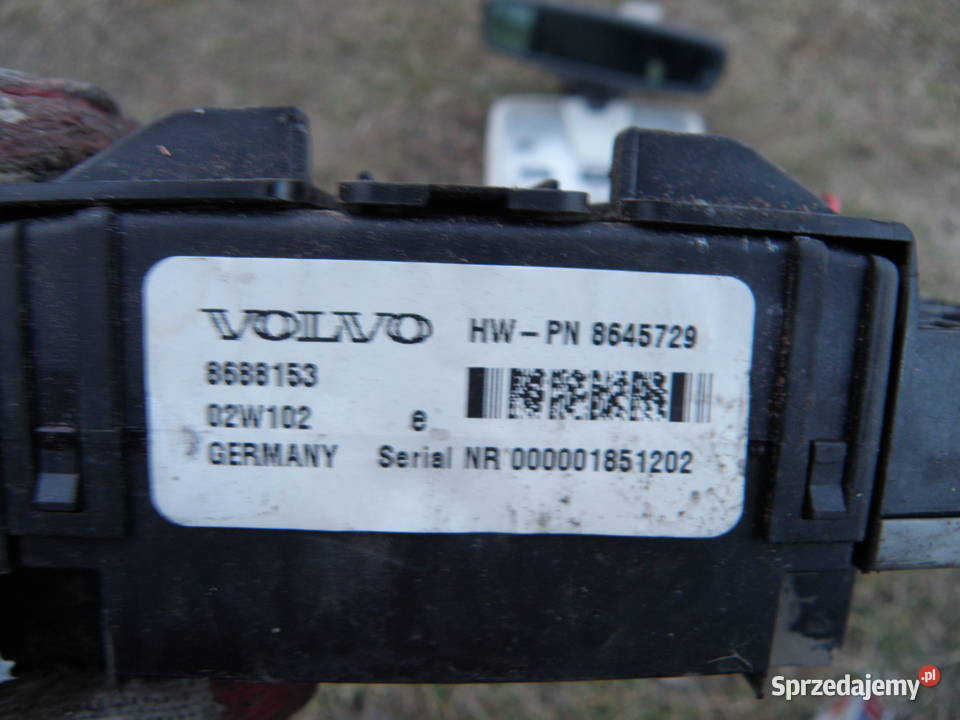 VOLVO HW-PN 8645729
8688153
02W102 e
GERMANY Serial NR 000001851202
Sprzedajemy.pl